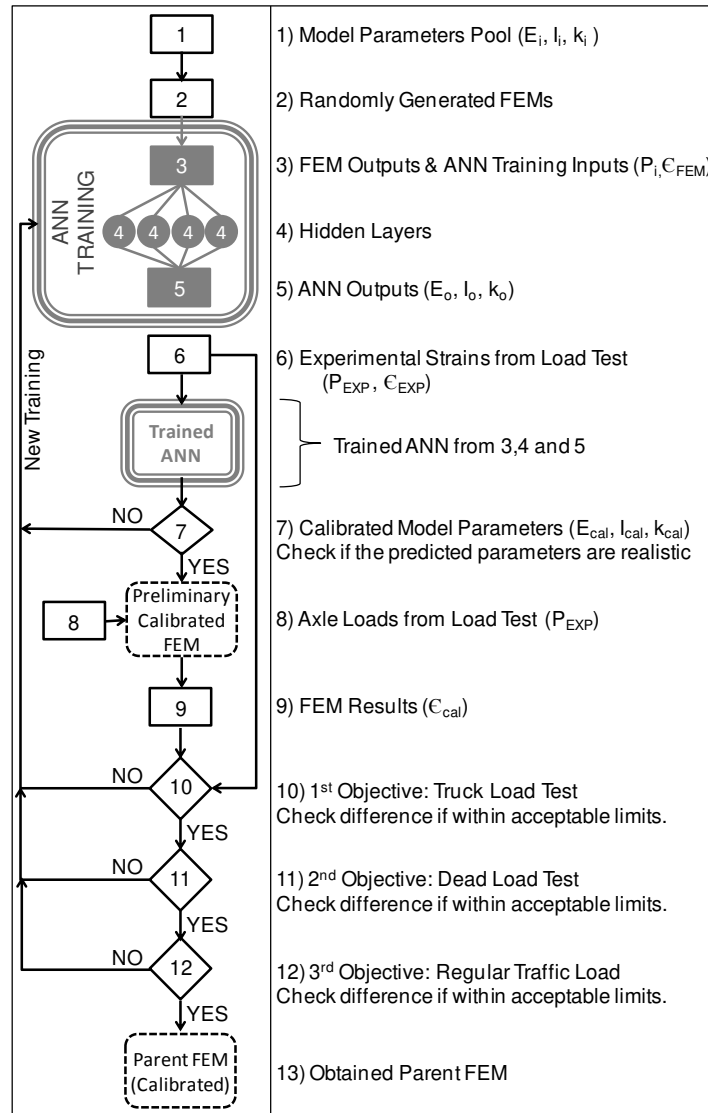 1
1) Model Parameters Pool (Eᵢ, Iᵢ, kᵢ )
2
2) Randomly Generated FEMs
ANN
TRAINING
3
3) FEM Outputs & ANN Training Inputs (Pᵢ,ЄFEM)
4 4 4 4
4) Hidden Layers
5
5) ANN Outputs (Eₒ, Iₒ, kₒ)
6
6) Experimental Strains from Load Test
(PEXP, ЄEXP)
New Training
Trained
ANN
Trained ANN from 3,4 and 5
NO
7
7) Calibrated Model Parameters (Ecal, Ical, kcal)
Check if the predicted parameters are realistic
YES
Preliminary
Calibrated
FEM
8
8) Axle Loads from Load Test (PEXP)
9
9) FEM Results (Єcal)
NO
10
10) 1st Objective: Truck Load Test
Check difference if within acceptable limits.
YES
NO
11
11) 2nd Objective: Dead Load Test
Check difference if within acceptable limits.
YES
NO
12
12) 3rd Objective: Regular Traffic Load
Check difference if within acceptable limits.
YES
Parent FEM
(Calibrated)
13) Obtained Parent FEM